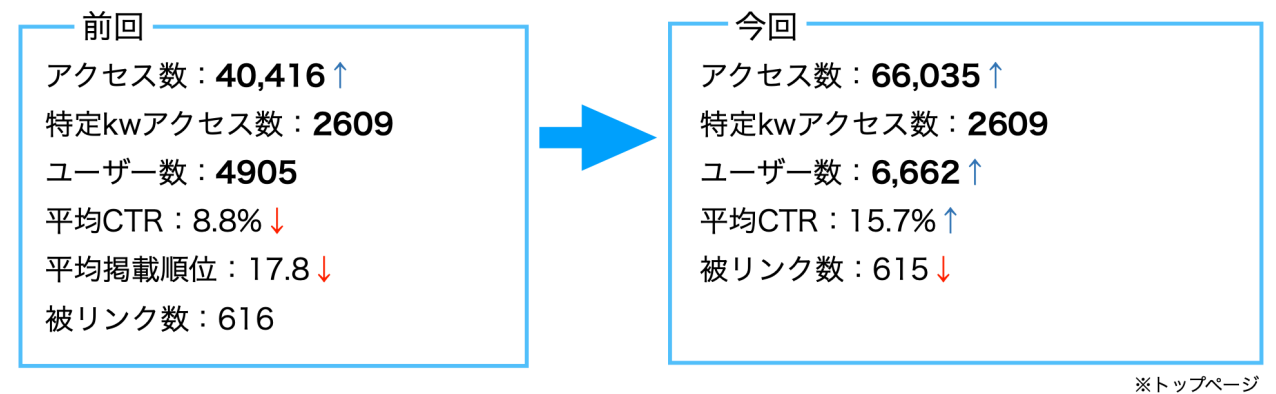 前回
アクセス数：40,416↑
特定kwアクセス数：2609
ユーザー数：4905
平均CTR：8.8%↓
平均掲載順位：17.8↓
被リンク数：616
今回
アクセス数：66,035↑
特定kwアクセス数：2609
ユーザー数：6,662↑
平均CTR：15.7%↑
被リンク数：615↓
※トップページ